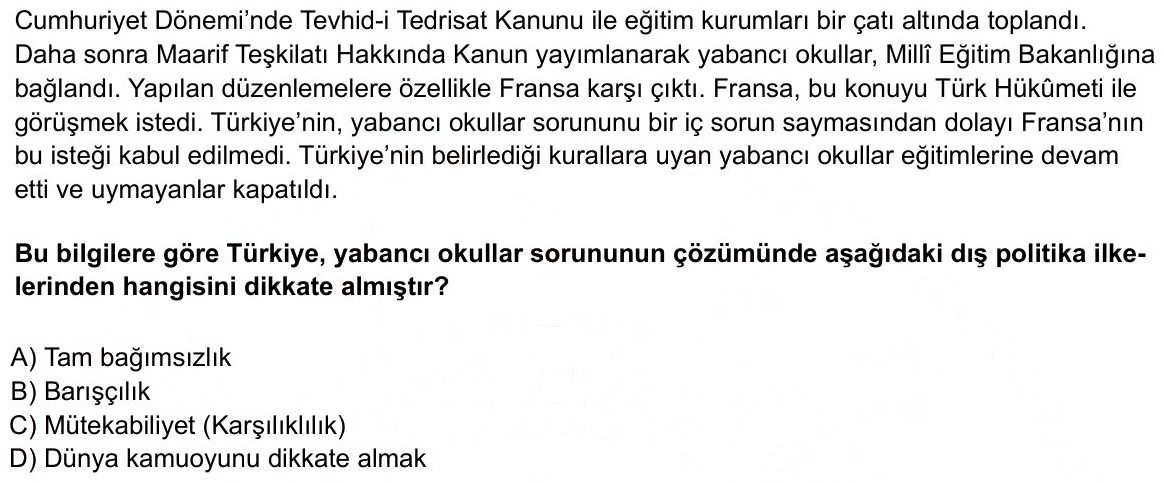 Cumhuriyet Dönemi’nde Tevhid-i Tedrisat Kanunu ile eğitim kurumları bir çatı altında toplandı.
Daha sonra Maarif Teşkilatı Hakkında Kanun yayımlanarak yabancı okullar, Millî Eğitim Bakanlığına
bağlandı. Yapılan düzenlemelere özellikle Fransa karşı çıktı. Fransa, bu konuyu Türk Hükûmeti ile
görüşmek istedi. Türkiye’nin, yabancı okullar sorununu bir iç sorun saymasından dolayı Fransa’nın
bu isteği kabul edilmedi. Türkiye’nin belirlediği kurallara uyan yabancı okullar eğitimlerine devam
etti ve uymayanlar kapatıldı.
Bu bilgilere göre Türkiye, yabancı okullar sorununun çözümünde aşağıdaki dış politika ilke-
lerinden hangisini dikkate almıştır?
A) Tam bağımsızlık
B) Barışçılık
C) Mütekabiliyet (Karşılıklılık)
D) Dünya kamuoyunu dikkate almak